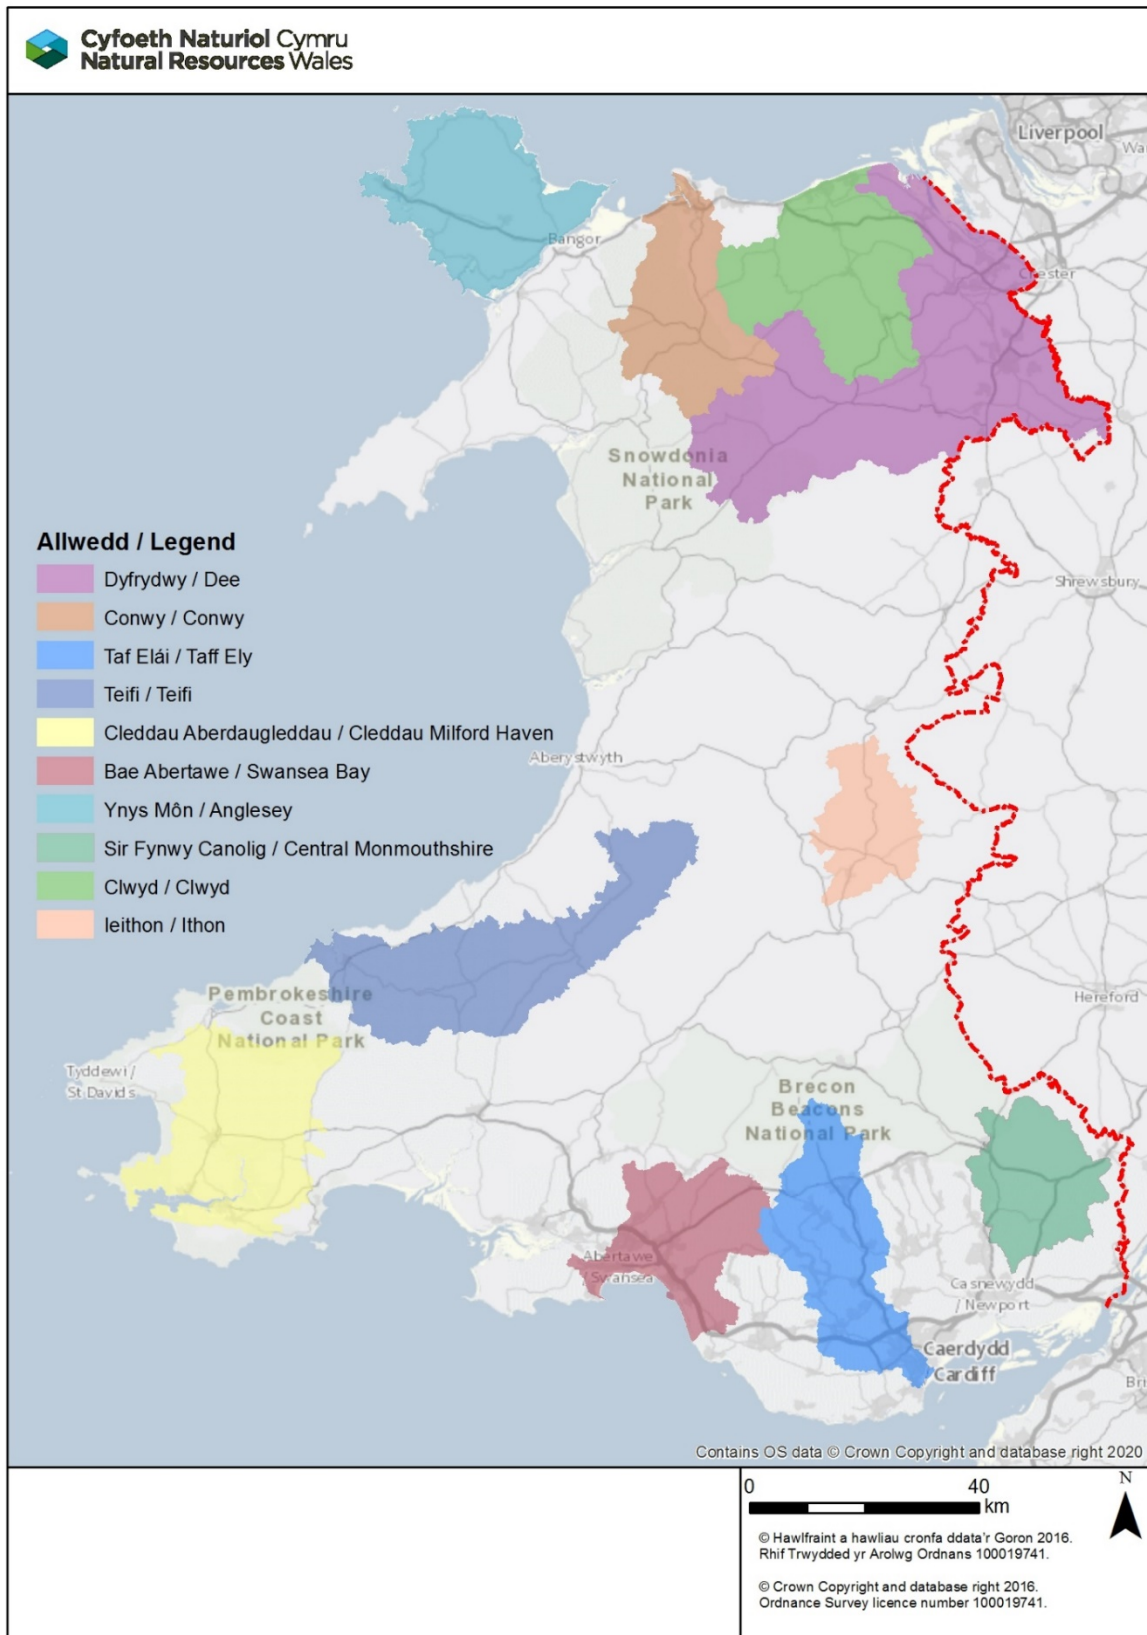 Cyfoeth Naturiol Cymru
Natural Resources Wales
Liverpool
Wa
Bangor
Chester
Snowdonia
National
Park
Allwedd / Legend
Dyfrydwy / Dee
Conwy / Conwy
Taf Elái / Taff Ely
Teifi / Teifi
Cleddau Aberdaugleddau / Cleddau Milford Haven
Bae Abertawe / Swansea Bay
Ynys Môn / Anglesey
Sir Fynwy Canolig / Central Monmouthshire
Clwyd / Clwyd
Ieithon / Ithon
Shrewsbury
Aberystwyth
Pembrokeshire
Coast
National Park
Hereford
Tyddewi /
St Davids
Brecon
Beacons
National Park
Abertawe
/ Swansea
Casnewydd
/ Newport
Caerdydd
Cardiff
Bri
Contains OS data © Crown Copyright and database right 2020
0 40
km
N
© Hawlfraint a hawliau cronfa ddata'r Goron 2016.
Rhif Trwydded yr Arolwg Ordnans 100019741.
© Crown Copyright and database right 2016.
Ordnance Survey licence number 100019741.